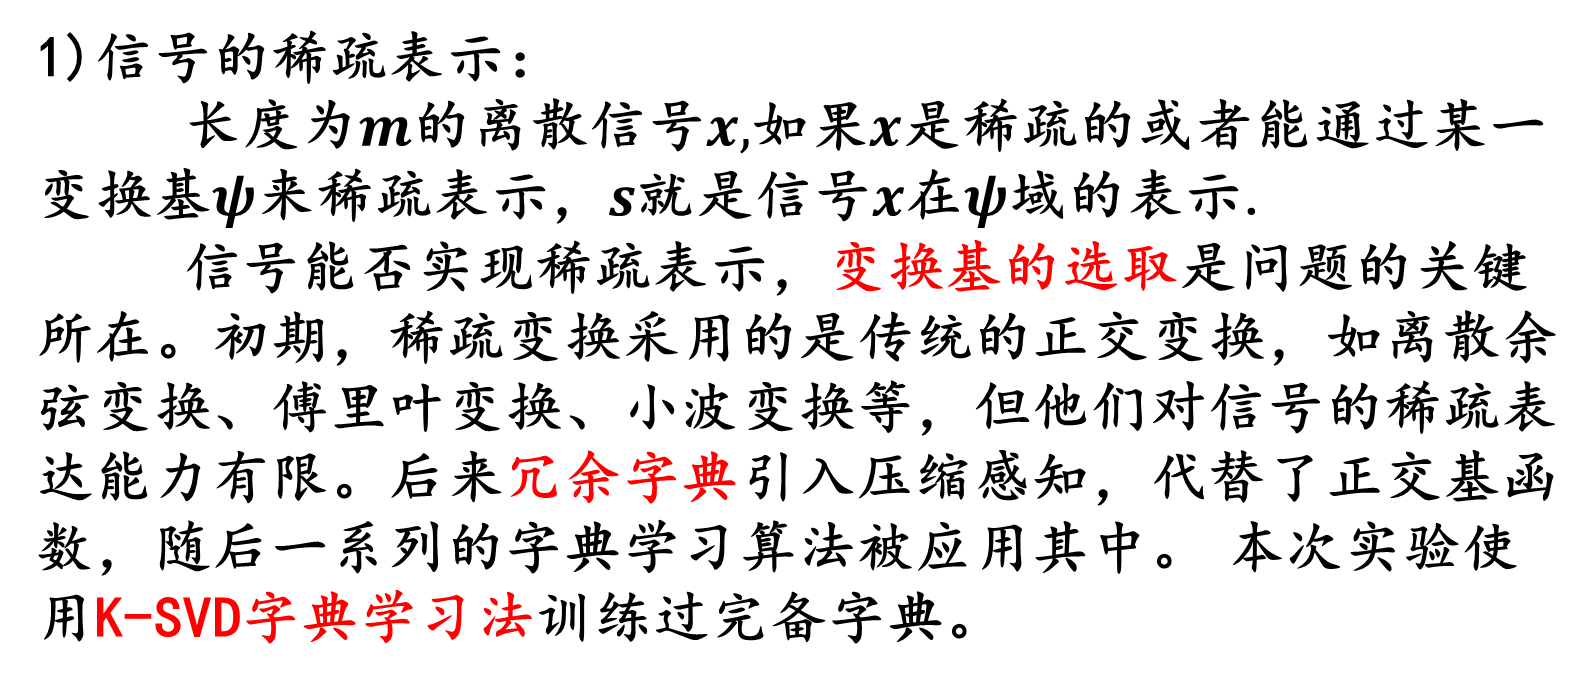 1)信号的稀疏表示：
长度为m的离散信号x,如果x是稀疏的或者能通过某一
变换基ψ来稀疏表示，s就是信号x在ψ域的表示.
信号能否实现稀疏表示，变换基的选取是问题的关键
所在。初期，稀疏变换采用的是传统的正交变换，如离散余
弦变换、傅里叶变换、小波变换等，但他们对信号的稀疏表
达能力有限。后来冗余字典引入压缩感知，代替了正交基函
数，随后一系列的字典学习算法被应用其中。 本次实验使
用K-SVD字典学习法训练过完备字典。